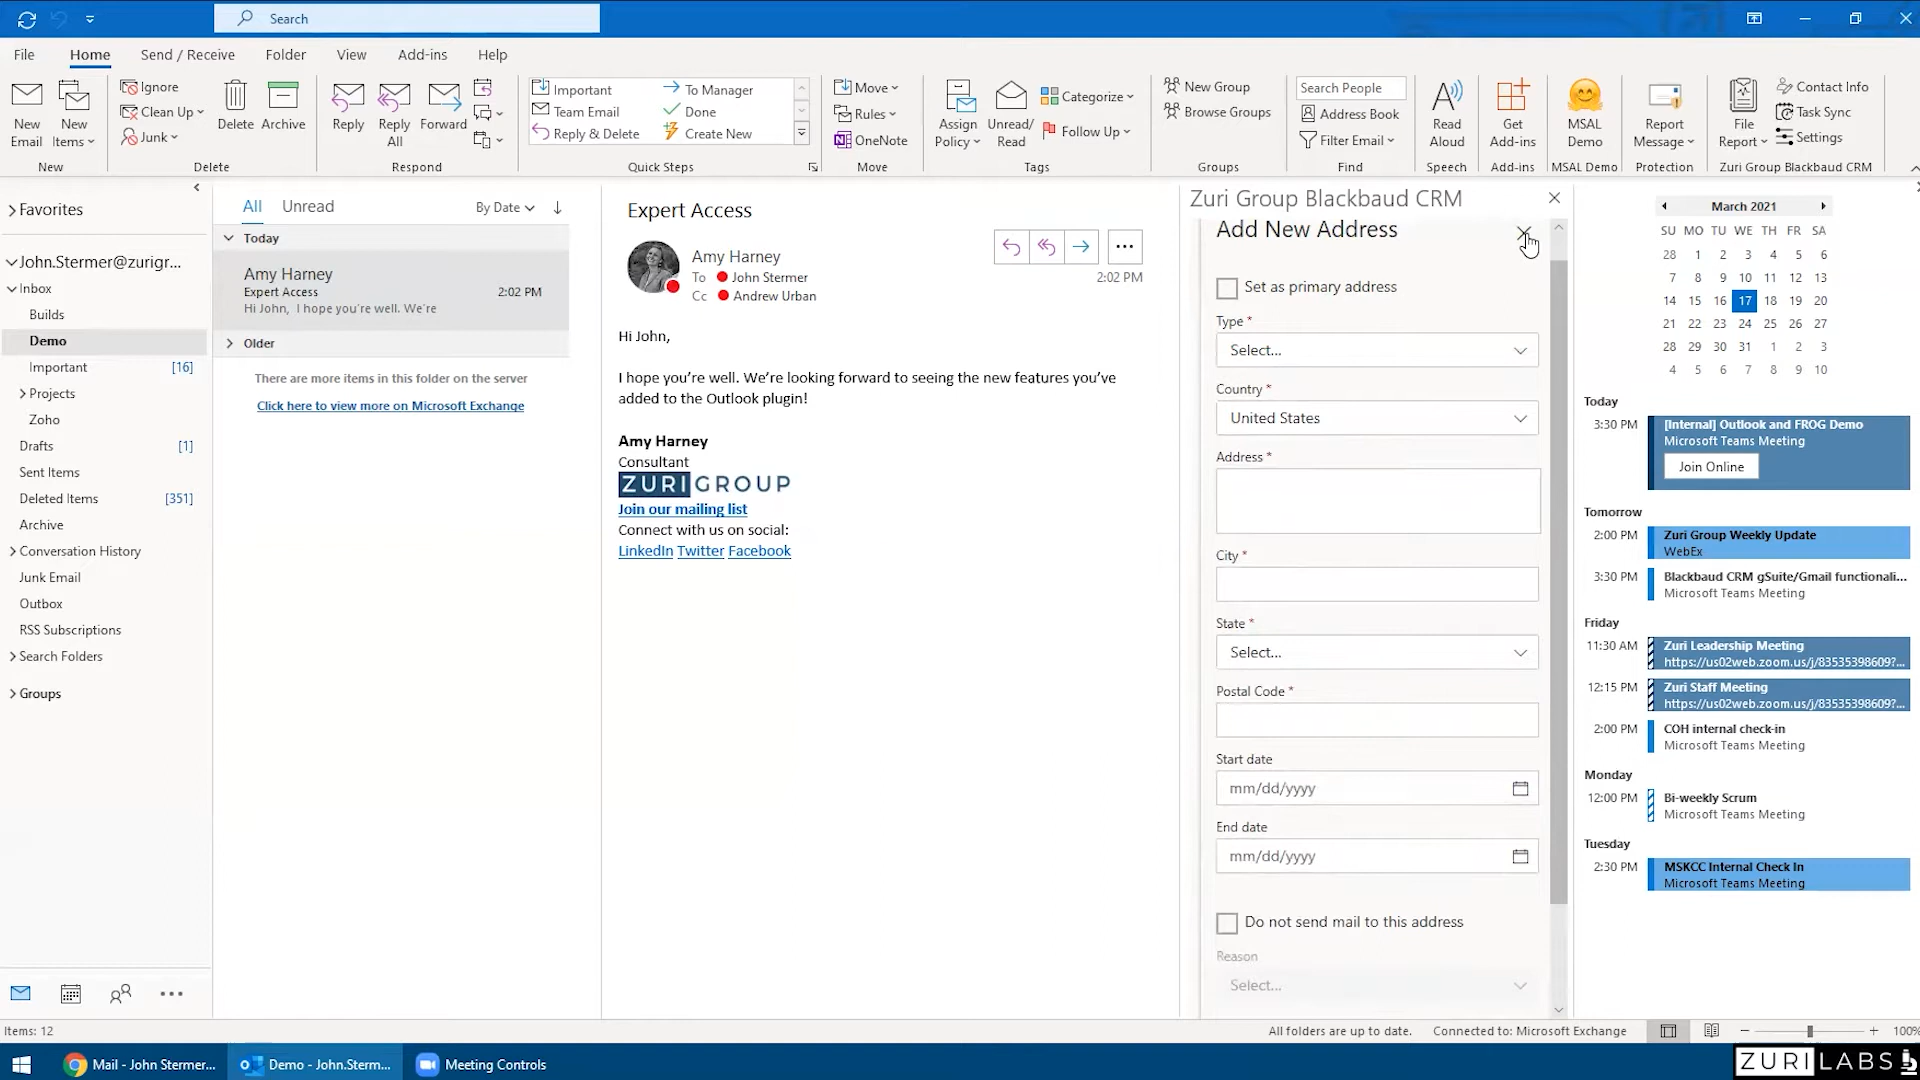 Search
File Home Send / Receive Folder View Add-ins Help
New Email
New Items
New
Ignore
Clean Up
Junk
Delete
Archive
Delete
Reply
Reply All
Forward
Respond
Important
Team Email
Reply & Delete
To Manager
Done
Create New
Quick Steps
Move
Rules
OneNote
Move
Assign Policy
Unread/ Read
Categorize
Follow Up
Tags
New Group
Browse Groups
Groups
Search People
Address Book
Filter Email
Find
Read Aloud
Speech
Get Add-ins
Add-ins
MSAL Demo
MSAL Demo
Report Message
Protection
File Report
Contact Info
Task Sync
Settings
Zuri Group Blackbaud CRM
Favorites
John.Stermer@zurigr...
Inbox
Builds
Demo
Important [16]
Projects
Zoho
Drafts [1]
Sent Items
Deleted Items [351]
Archive
Conversation History
Junk Email
Outbox
RSS Subscriptions
Search Folders
Groups
All Unread By Date
Today
Amy Harney
Expert Access 2:02 PM
Hi John, I hope you're well. We're
Older
There are more items in this folder on the server
Click here to view more on Microsoft Exchange
Expert Access
Amy Harney
To John Stermer
Cc Andrew Urban
2:02 PM
Hi John,
I hope you're well. We're looking forward to seeing the new features you've
added to the Outlook plugin!
Amy Harney
Consultant
ZURIGROUP
Join our mailing list
Connect with us on social:
LinkedIn Twitter Facebook
Zuri Group Blackbaud CRM
Add New Address
Set as primary address
Type *
Select...
Country *
United States
Address *
City *
State *
Select...
Postal Code *
Start date
mm/dd/yyyy
End date
mm/dd/yyyy
Do not send mail to this address
Reason
Select...
March 2021
SU MO TU WE TH FR SA
28 1 2 3 4 5 6
7 8 9 10 11 12 13
14 15 16 17 18 19 20
21 22 23 24 25 26 27
28 29 30 31 1 2 3
4 5 6 7 8 9 10
Today
3:30 PM [Internal] Outlook and FROG Demo
Microsoft Teams Meeting
Join Online
Tomorrow
2:00 PM Zuri Group Weekly Update
WebEx
3:30 PM Blackbaud CRM gSuite/Gmail functionali...
Microsoft Teams Meeting
Friday
11:30 AM Zuri Leadership Meeting
https://us02web.zoom.us/j/83535398609?...
12:15 PM Zuri Staff Meeting
https://us02web.zoom.us/j/83535398609?...
2:00 PM COH internal check-in
Microsoft Teams Meeting
Monday
12:00 PM Bi-weekly Scrum
Microsoft Teams Meeting
Tuesday
2:30 PM MSKCC Internal Check In
Microsoft Teams Meeting
Items: 12 All folders are up to date. Connected to: Microsoft Exchange 100%
Mail - John Stermer... Demo - John.Sterm... Meeting Controls
ZURI LABS